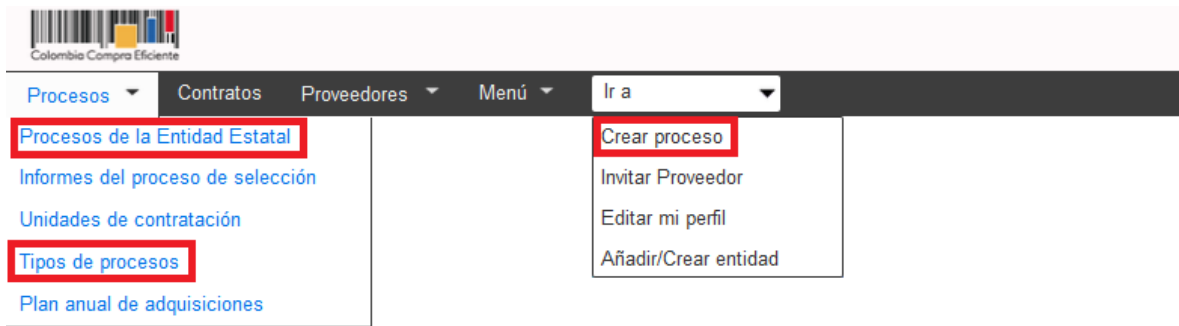 Colombia Compra Eficiente
Procesos Contratos Proveedores Menú Ir a
Procesos de la Entidad Estatal
Informes del proceso de selección
Unidades de contratación
Tipos de procesos
Plan anual de adquisiciones
Crear proceso
Invitar Proveedor
Editar mi perfil
Añadir/Crear entidad